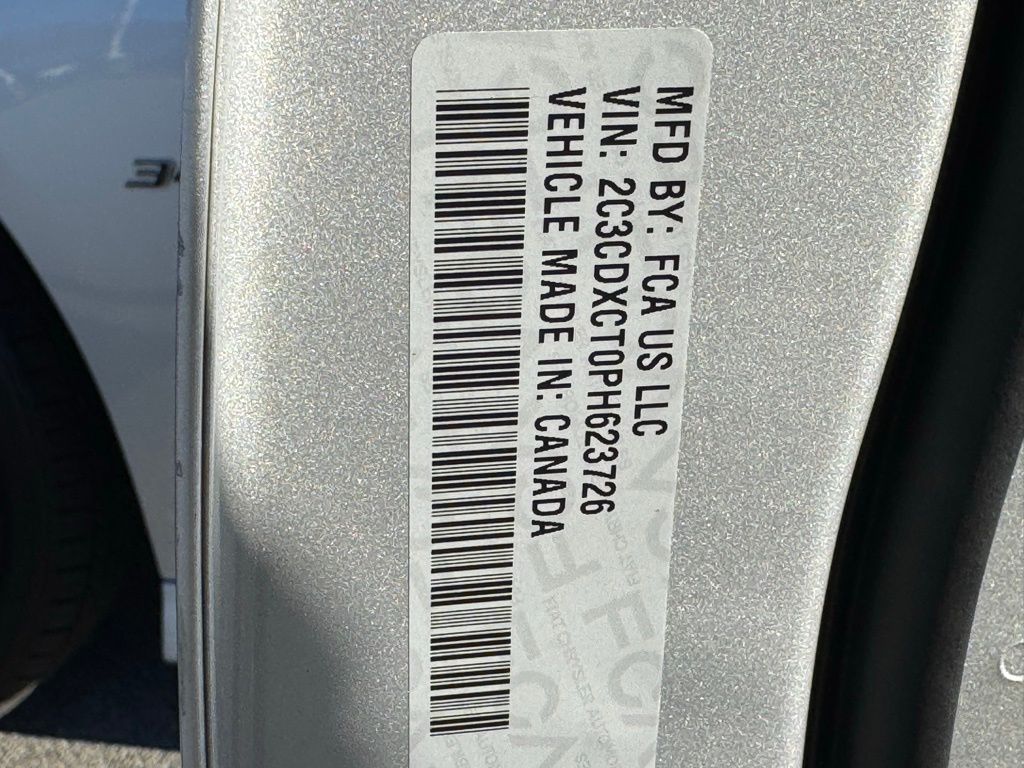 MFD BY: FCA US LLC
VIN: 2C3CDXCT0PH623726
VEHICLE MADE IN: CANADA